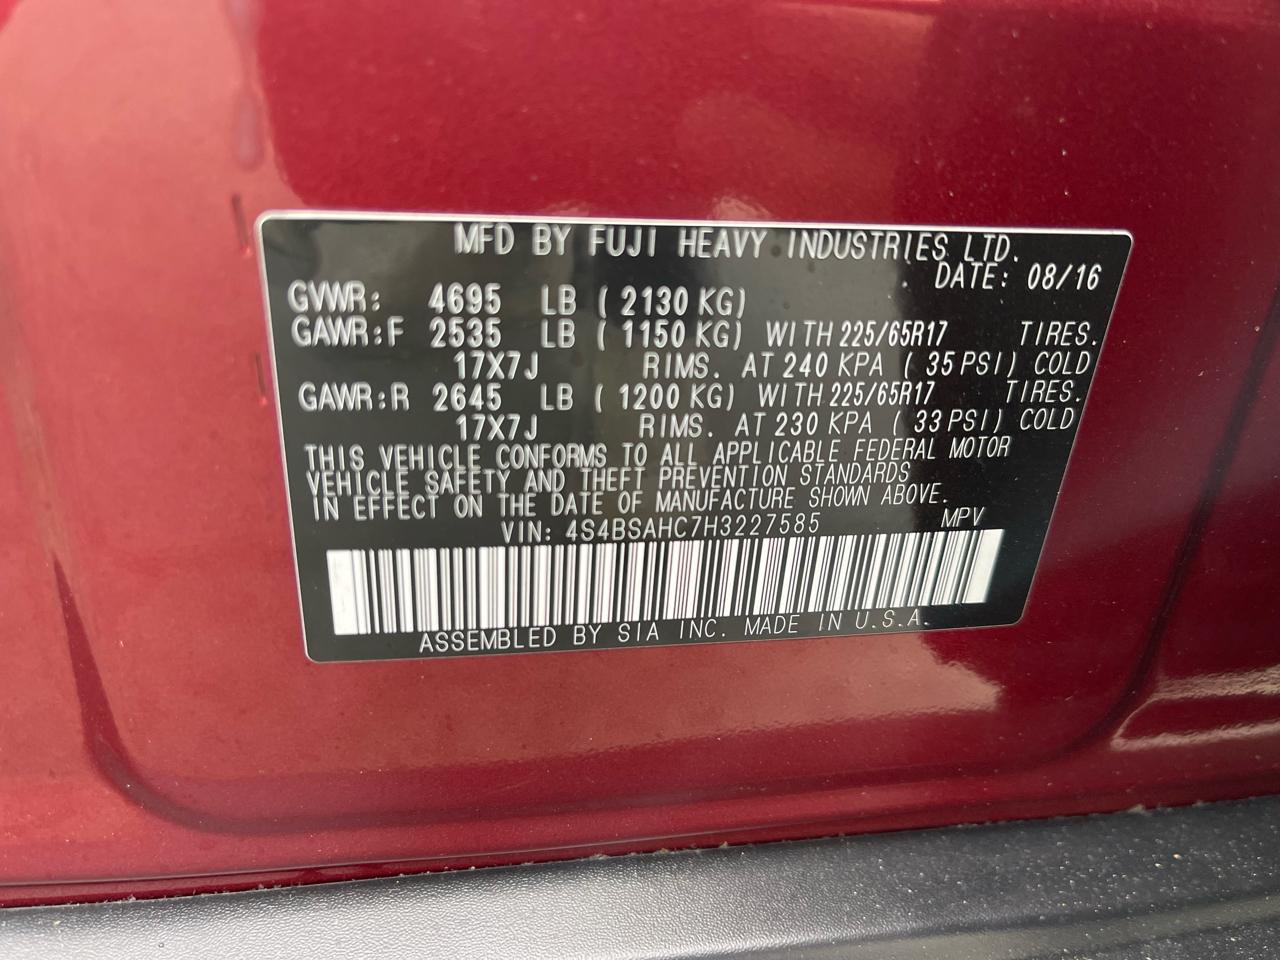 MFD BY FUJI HEAVY INDUSTRIES LTD.
DATE: 08/16
GVWR: 4695 LB ( 2130 KG)
GAWR:F 2535 LB ( 1150 KG) WITH 225/65R17 TIRES.
17X7J RIMS. AT 240 KPA ( 35 PSI) COLD
GAWR:R 2645 LB ( 1200 KG) WITH 225/65R17 TIRES.
17X7J RIMS. AT 230 KPA ( 33 PSI) COLD
THIS VEHICLE CONFORMS TO ALL APPLICABLE FEDERAL MOTOR
VEHICLE SAFETY AND THEFT PREVENTION STANDARDS
IN EFFECT ON THE DATE OF MANUFACTURE SHOWN ABOVE.
VIN: 4S4BSAHC7H3227585 MPV
ASSEMBLED BY SIA INC. MADE IN U.S.A.